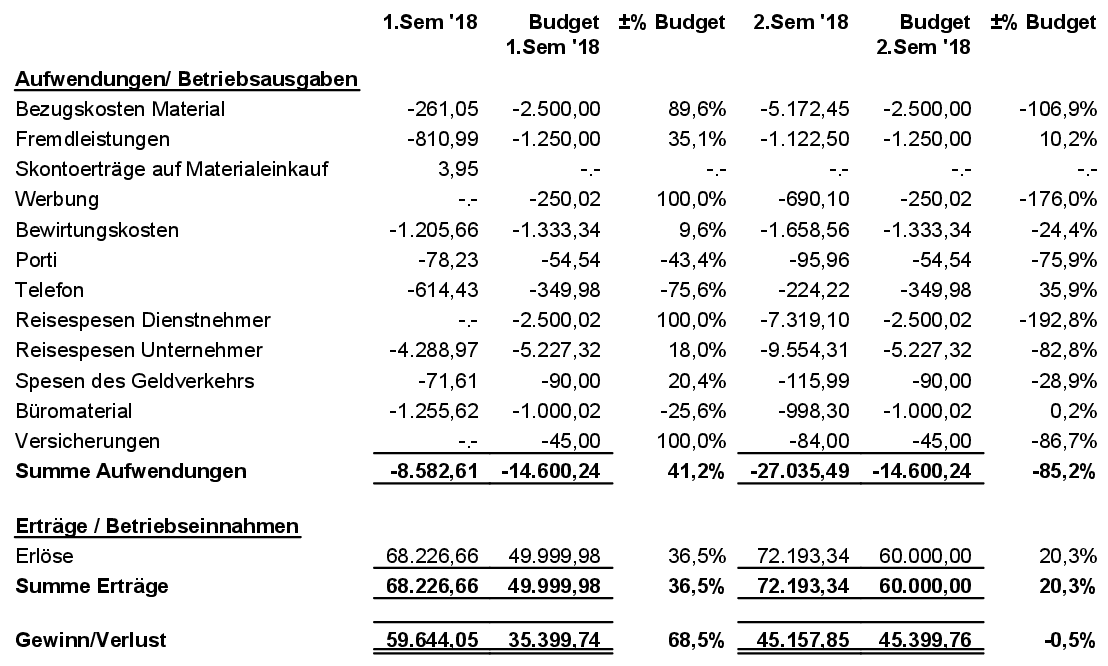 1.Sem '18 Budget ±% Budget 2.Sem '18 Budget ±% Budget
1.Sem '18 2.Sem '18
Aufwendungen/ Betriebsausgaben
Bezugskosten Material -261,05 -2.500,00 89,6% -5.172,45 -2.500,00 -106,9%
Fremdleistungen -810,99 -1.250,00 35,1% -1.122,50 -1.250,00 10,2%
Skontoerträge auf Materialeinkauf 3,95 -.- -.- -.- -.- -.-
Werbung -.- -250,02 100,0% -690,10 -250,02 -176,0%
Bewirtungskosten -1.205,66 -1.333,34 9,6% -1.658,56 -1.333,34 -24,4%
Porti -78,23 -54,54 -43,4% -95,96 -54,54 -75,9%
Telefon -614,43 -349,98 -75,6% -224,22 -349,98 35,9%
Reisespesen Dienstnehmer -.- -2.500,02 100,0% -7.319,10 -2.500,02 -192,8%
Reisespesen Unternehmer -4.288,97 -5.227,32 18,0% -9.554,31 -5.227,32 -82,8%
Spesen des Geldverkehrs -71,61 -90,00 20,4% -115,99 -90,00 -28,9%
Büromaterial -1.255,62 -1.000,02 -25,6% -998,30 -1.000,02 0,2%
Versicherungen -.- -45,00 100,0% -84,00 -45,00 -86,7%
Summe Aufwendungen -8.582,61 -14.600,24 41,2% -27.035,49 -14.600,24 -85,2%
Erträge / Betriebseinnahmen
Erlöse 68.226,66 49.999,98 36,5% 72.193,34 60.000,00 20,3%
Summe Erträge 68.226,66 49.999,98 36,5% 72.193,34 60.000,00 20,3%
Gewinn/Verlust 59.644,05 35.399,74 68,5% 45.157,85 45.399,76 -0,5%